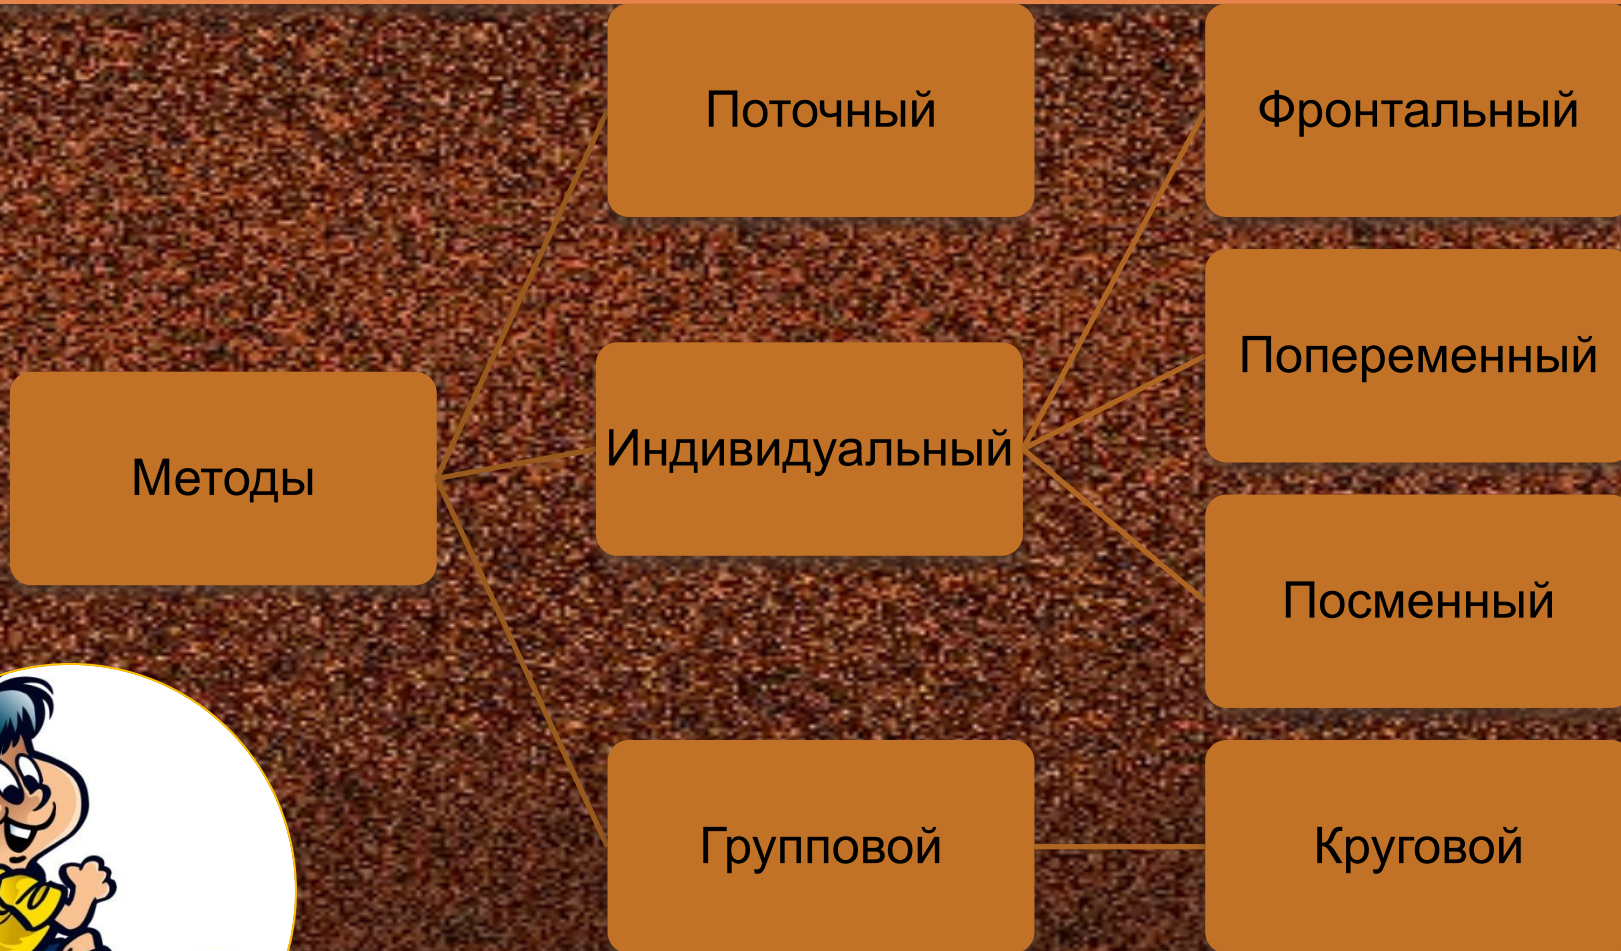 Методы
Поточный
Индивидуальный
Групповой
Фронтальный
Попеременный
Посменный
Круговой